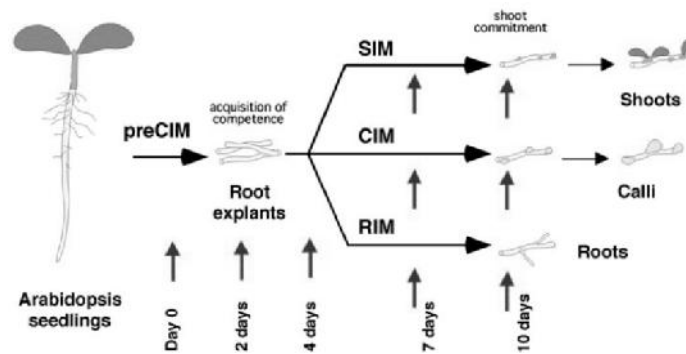 SIM
shoot
commitment
Shoots
preCIM
acquisition of
competence
Root
explants
CIM
Calli
RIM
Roots
Arabidopsis
seedlings
Day 0
2 days
4 days
7 days
10 days